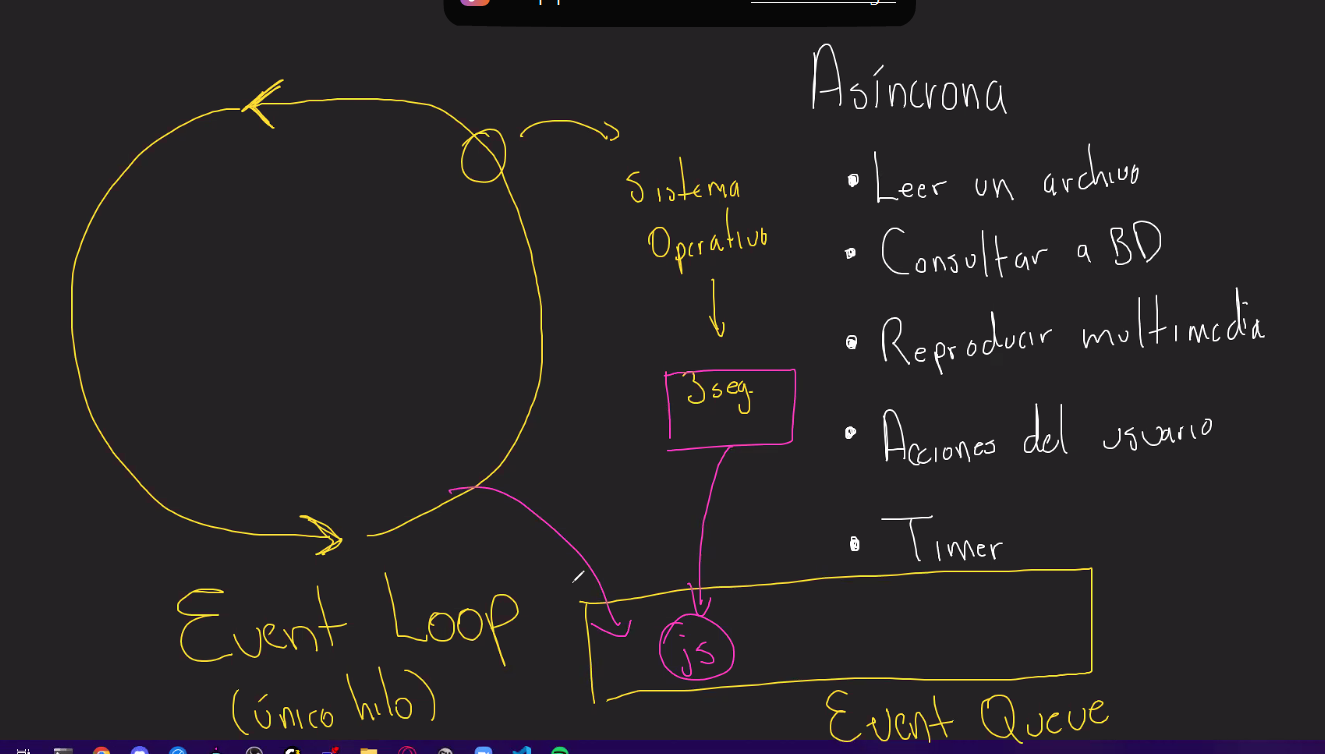 Asíncrona
• Leer un archivo
• Consultar a BD
• Reproducir multimedia
• Acciones del usuario
• Timer
Sistema
Operativo
3seg.
js
Event Loop
(único hilo)
Event Queue